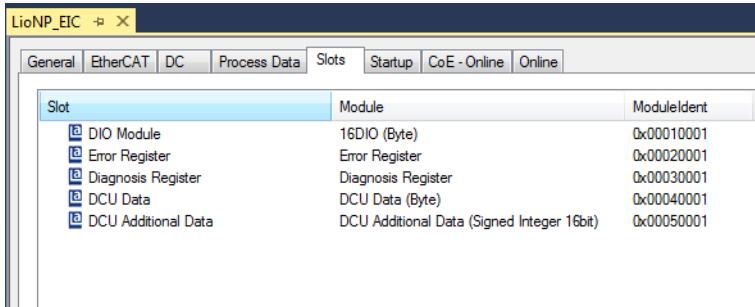 LioNP_EIC
General EtherCAT DC Process Data Slots Startup CoE - Online Online
Slot Module ModuleIdent
DIO Module 16DIO (Byte) 0x00010001
Error Register Error Register 0x00020001
Diagnosis Register Diagnosis Register 0x00030001
DCU Data DCU Data (Byte) 0x00040001
DCU Additional Data DCU Additional Data (Signed Integer 16bit) 0x00050001